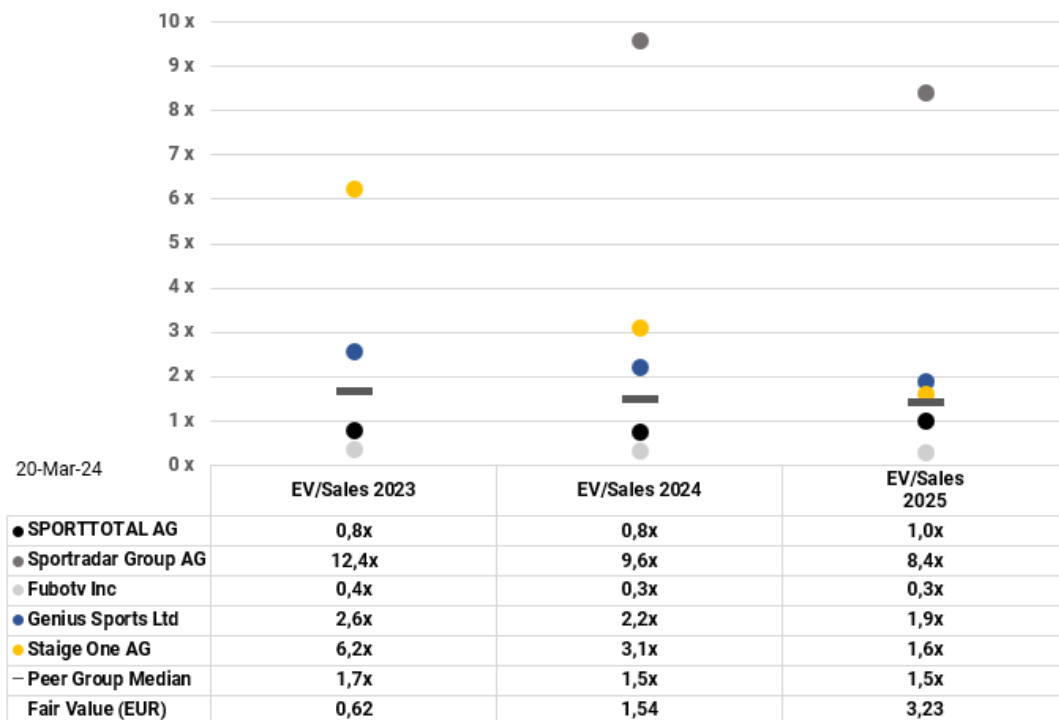 10 x
9 x
8 x
7 x
6 x
5 x
4 x
3 x
2 x
1 x
0 x
20-Mar-24
EV/Sales 2023 EV/Sales 2024 EV/Sales
2025
SPORTTOTAL AG 0,8x 0,8x 1,0x
Sportradar Group AG 12,4x 9,6x 8,4x
Fubotv Inc 0,4x 0,3x 0,3x
Genius Sports Ltd 2,6x 2,2x 1,9x
Staige One AG 6,2x 3,1x 1,6x
Peer Group Median 1,7x 1,5x 1,5x
Fair Value (EUR) 0,62 1,54 3,23